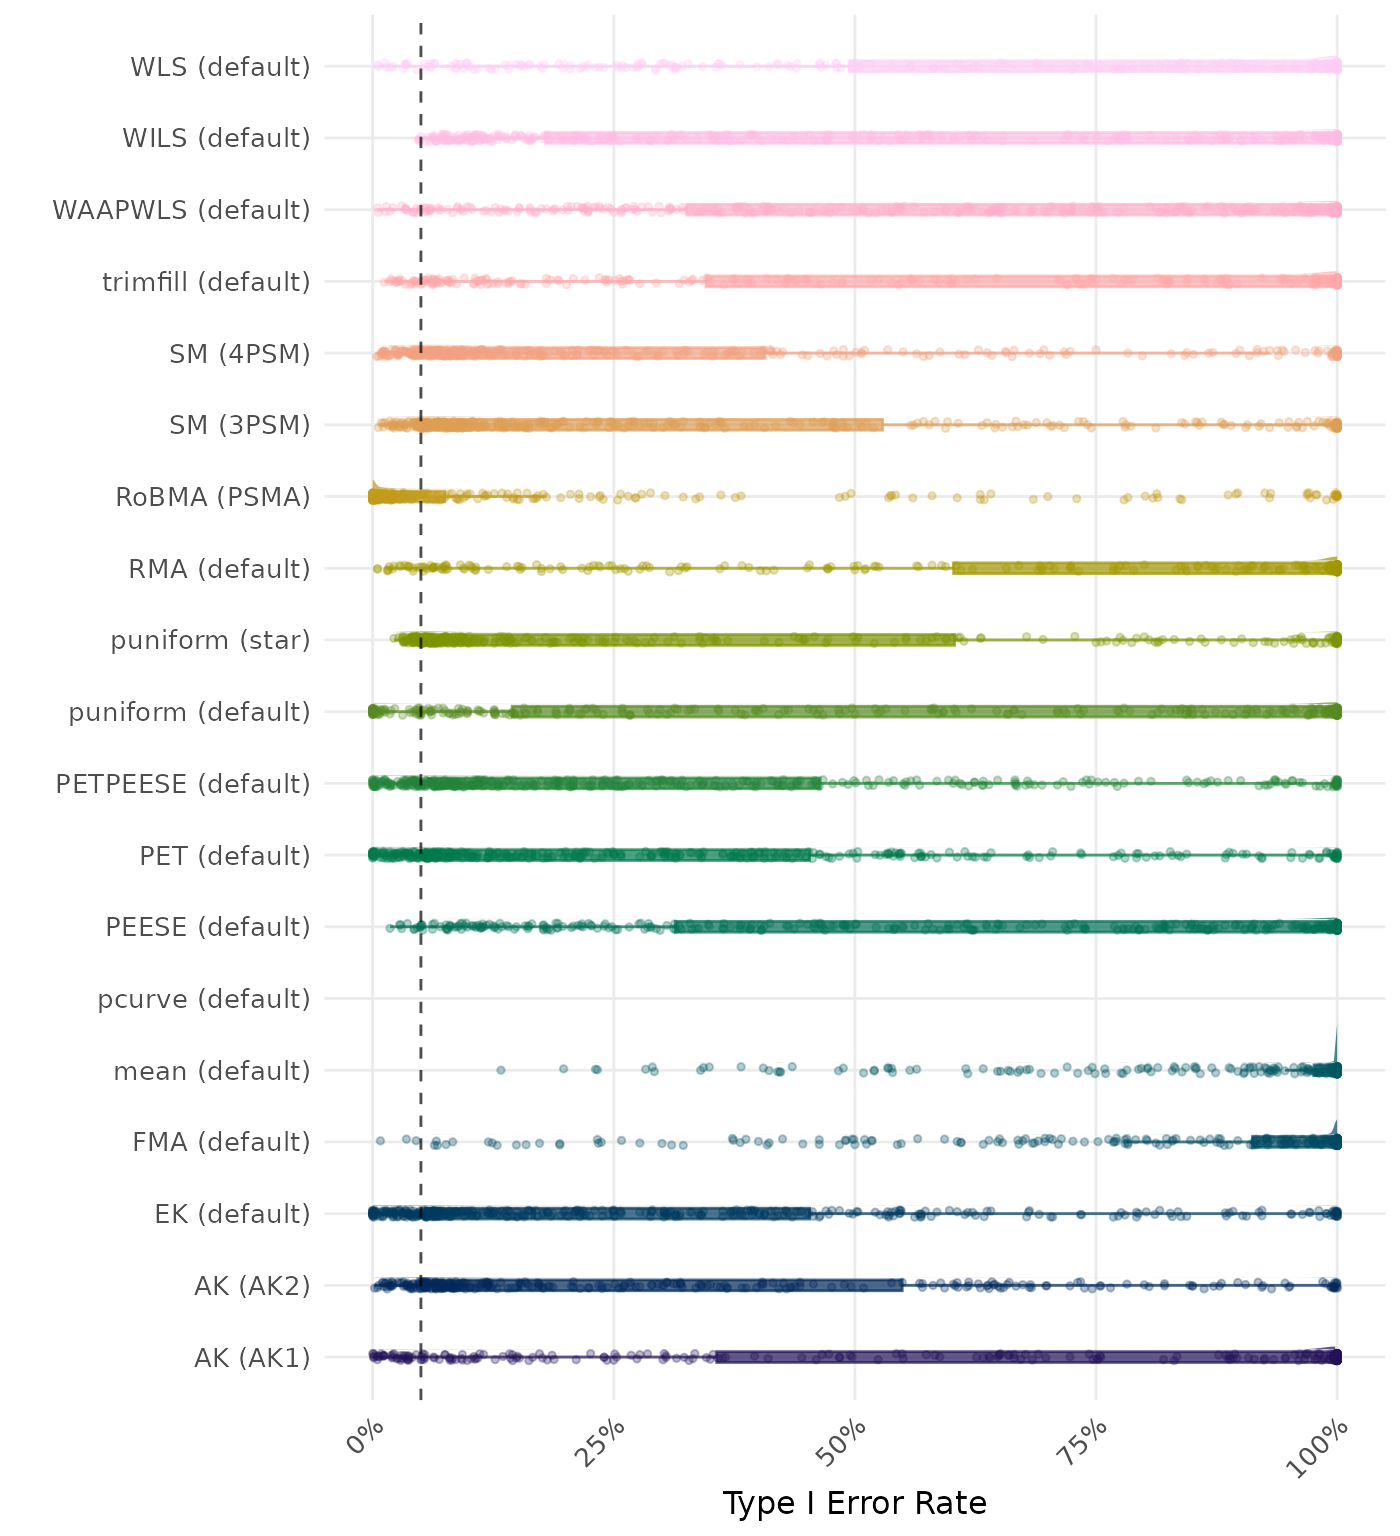 WLS (default)
WILS (default)
WAAPWLS (default)
trimfill (default)
SM (4PSM)
SM (3PSM)
RoBMA (PSMA)
RMA (default)
puniform (star)
puniform (default)
PETPEESE (default)
PET (default)
PEESE (default)
pcurve (default)
mean (default)
FMA (default)
EK (default)
AK (AK2)
AK (AK1)
0% 25% 50% 75% 100%
Type I Error Rate